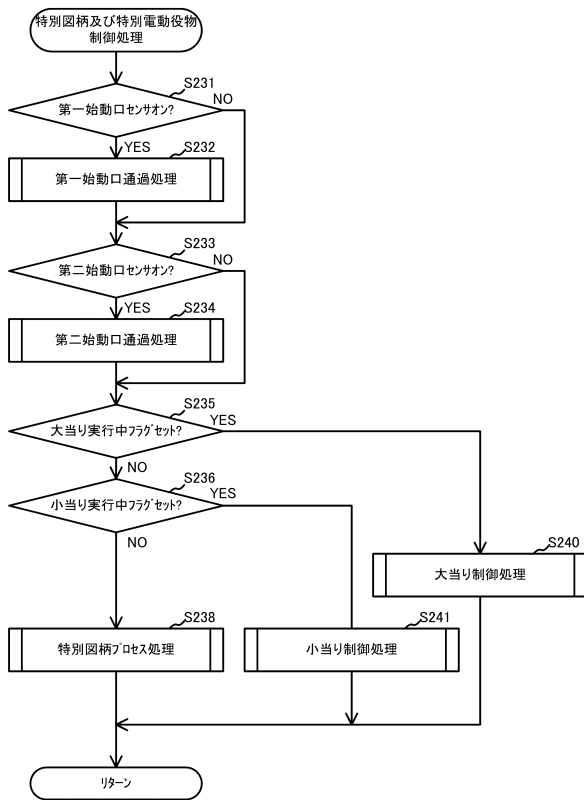 特別図柄及び特別電動役物
制御処理
S231
第一始動口センサオン?
NO
YES
S232
第一始動口通過処理
S233
第二始動口センサオン?
NO
YES
S234
第二始動口通過処理
S235
大当り実行中フラグセット?
YES
NO
S236
小当り実行中フラグセット?
YES
NO
S240
大当り制御処理
S238
特別図柄プロセス処理
S241
小当り制御処理
リターン